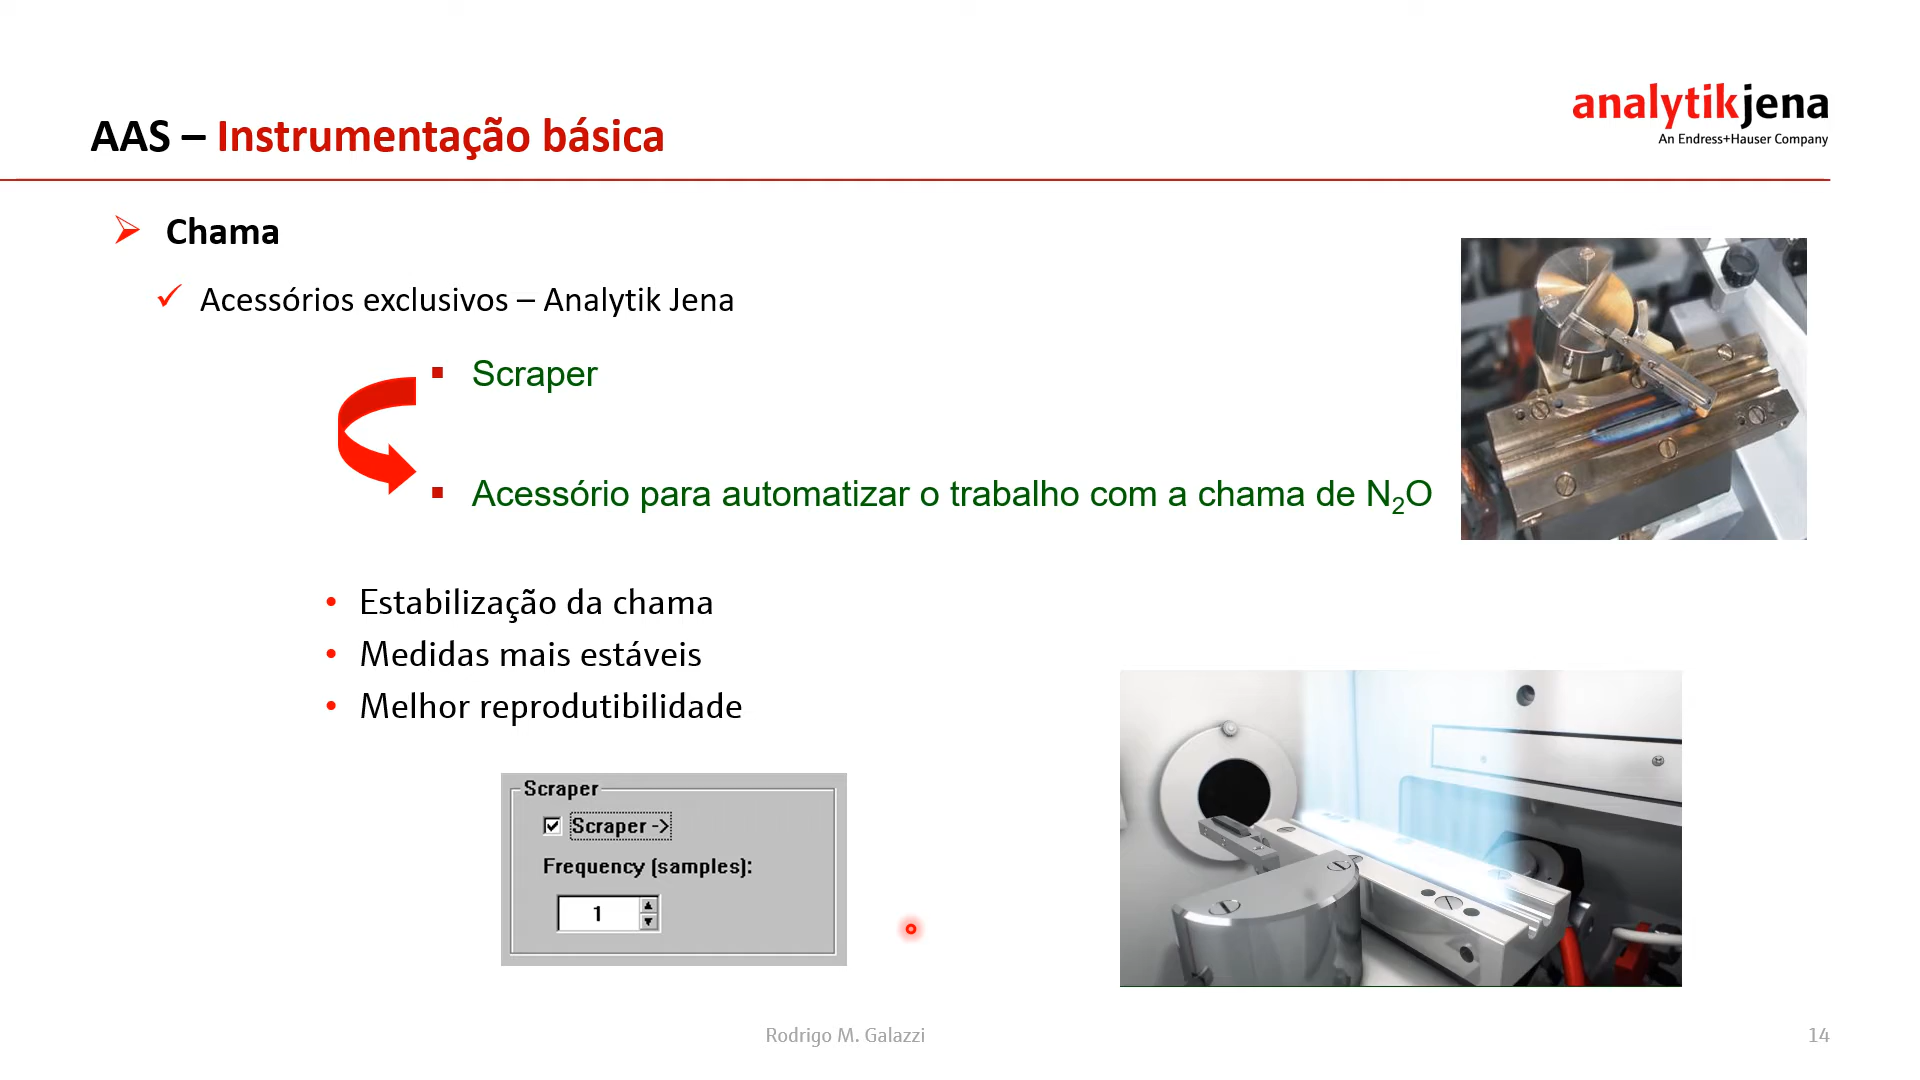 analytikjena
An Endress+Hauser Company
AAS – Instrumentação básica
Chama
Acessórios exclusivos – Analytik Jena
Scraper
Acessório para automatizar o trabalho com a chama de N₂O
Estabilização da chama
Medidas mais estáveis
Melhor reprodutibilidade
Scraper
Scraper ->
Frequency (samples):
1
Rodrigo M. Galazzi
14